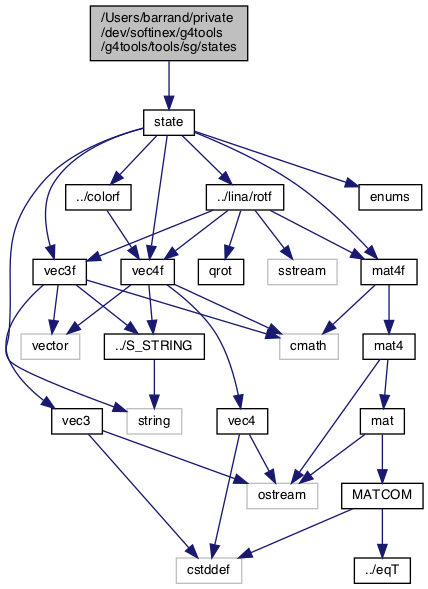 /Users/barrand/private
/dev/softinex/g4tools
/g4tools/tools/sg/states
state
../colorf
../lina/rotf
enums
vec3f
vec4f
qrot
sstream
mat4f
vector
../S_STRING
cmath
mat4
vec3
string
vec4
mat
ostream
MATCOM
cstddef
../eqT